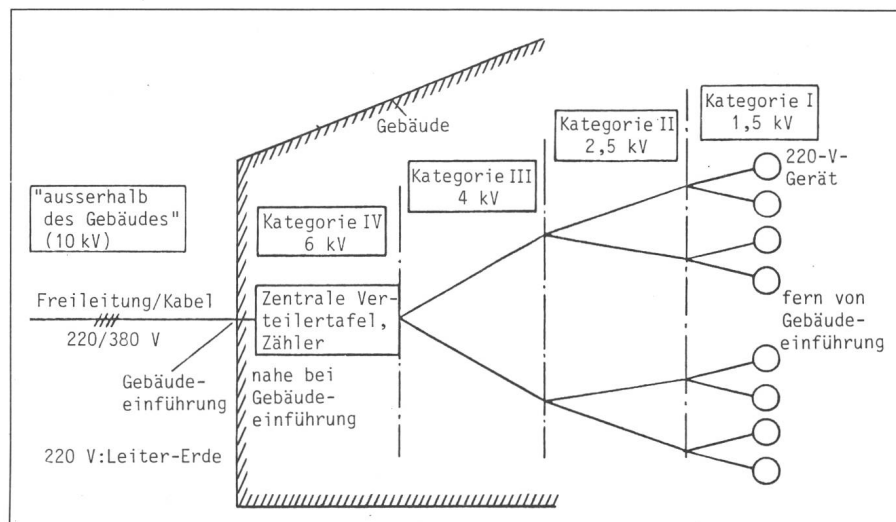 Gebäude
Kategorie I
1,5 kV
Kategorie II
2,5 kV
Kategorie III
4 kV
Kategorie IV
6 kV
"ausserhalb
des Gebäudes"
(10 kV)
220-V-
Gerät
Freileitung/Kabel
220/380 V
Zentrale Ver-
teilertafel,
Zähler
fern von
Gebäude-
einführung
Gebäude-
einführung
nahe bei
Gebäude-
einführung
220 V:Leiter-Erde